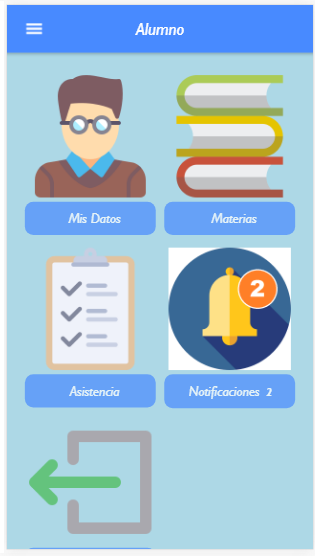 Alumno
Mis Datos
Materias
2
Asistencia
Notificaciones 2